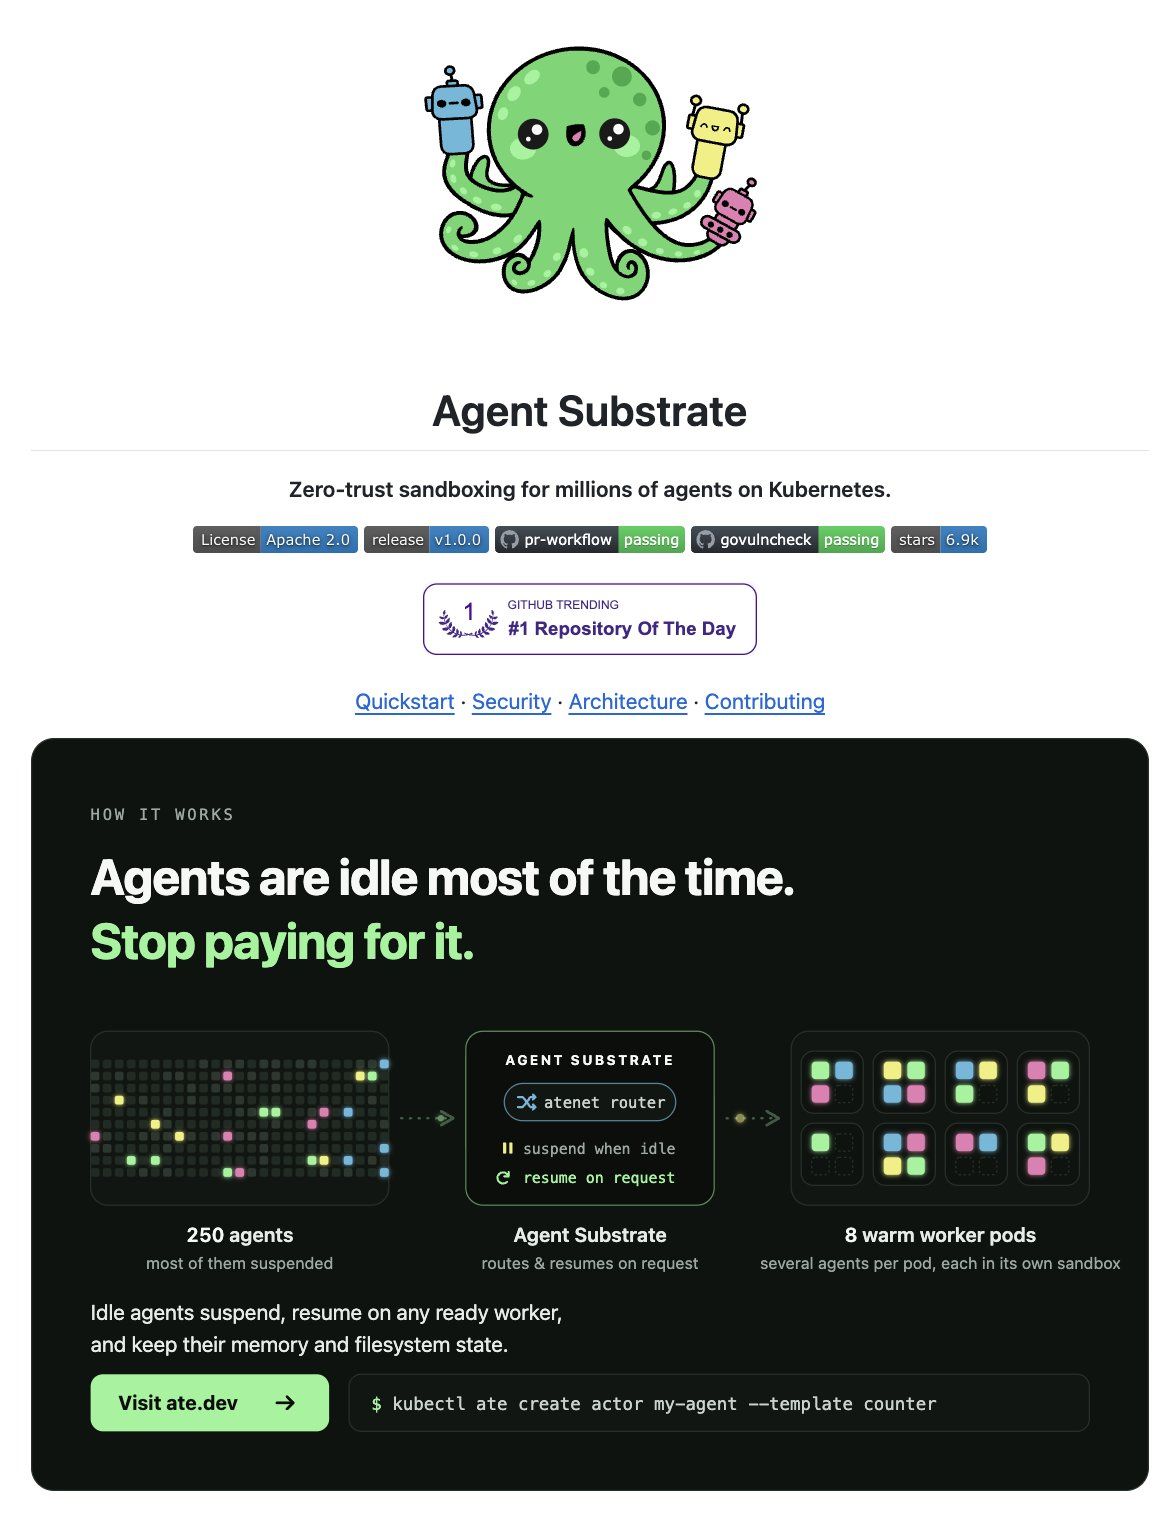 Agent Substrate
Zero-trust sandboxing for millions of agents on Kubernetes.
License Apache 2.0 release v1.0.0 pr-workflow passing govulncheck passing stars 6.9k
1
GITHUB TRENDING
#1 Repository Of The Day
Quickstart · Security · Architecture · Contributing
HOW IT WORKS
Agents are idle most of the time.
Stop paying for it.
AGENT SUBSTRATE
atenet router
suspend when idle
resume on request
250 agents
most of them suspended
Agent Substrate
routes & resumes on request
8 warm worker pods
several agents per pod, each in its own sandbox
Idle agents suspend, resume on any ready worker,
and keep their memory and filesystem state.
Visit ate.dev →
$ kubectl ate create actor my-agent --template counter